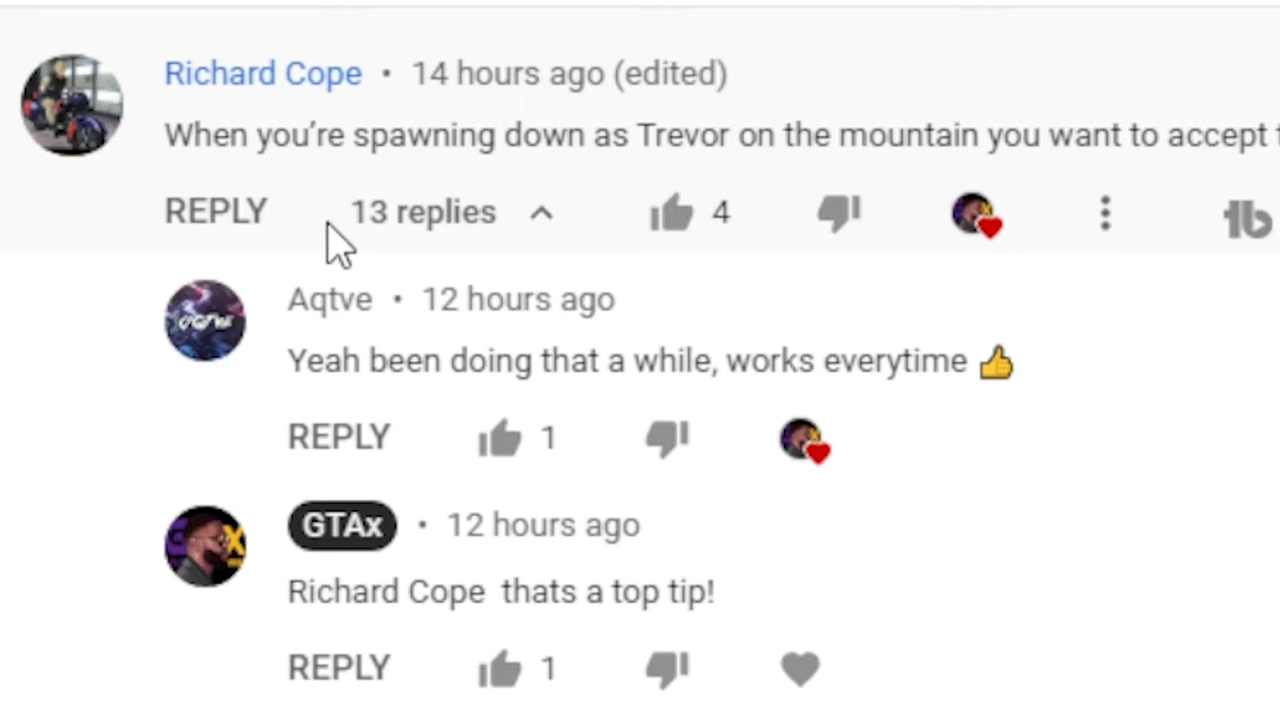 Richard Cope • 14 hours ago (edited)
When you’re spawning down as Trevor on the mountain you want to accept
REPLY 13 replies 4
Aqtve • 12 hours ago
Yeah been doing that a while, works everytime 👍
REPLY 1
GTAx • 12 hours ago
Richard Cope thats a top tip!
REPLY 1